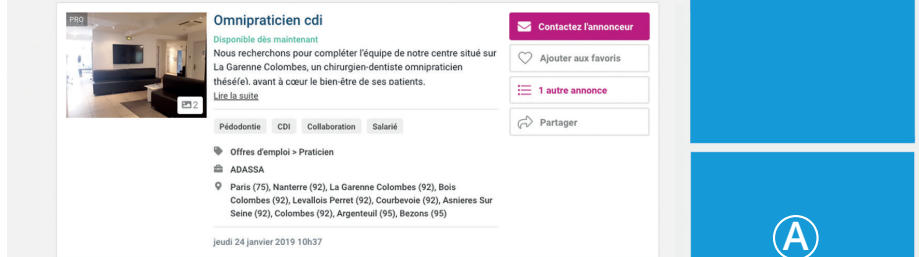 PRO
2
Omnipraticien cdi
Disponible dès maintenant
Nous recherchons pour compléter l'équipe de notre centre situé sur
La Garenne Colombes, un chirurgien-dentiste omnipraticien
thésé(e), ayant à cœur le bien-être de ses patients.
Lire la suite
Pédodontie CDI Collaboration Salarié
Offres d'emploi > Praticien
ADASSA
Paris (75), Nanterre (92), La Garenne Colombes (92), Bois
Colombes (92), Levallois Perret (92), Courbevoie (92), Asnieres Sur
Seine (92), Colombes (92), Argenteuil (95), Bezons (95)
jeudi 24 janvier 2019 10h37
Contactez l'annonceur
Ajouter aux favoris
1 autre annonce
Partager
A